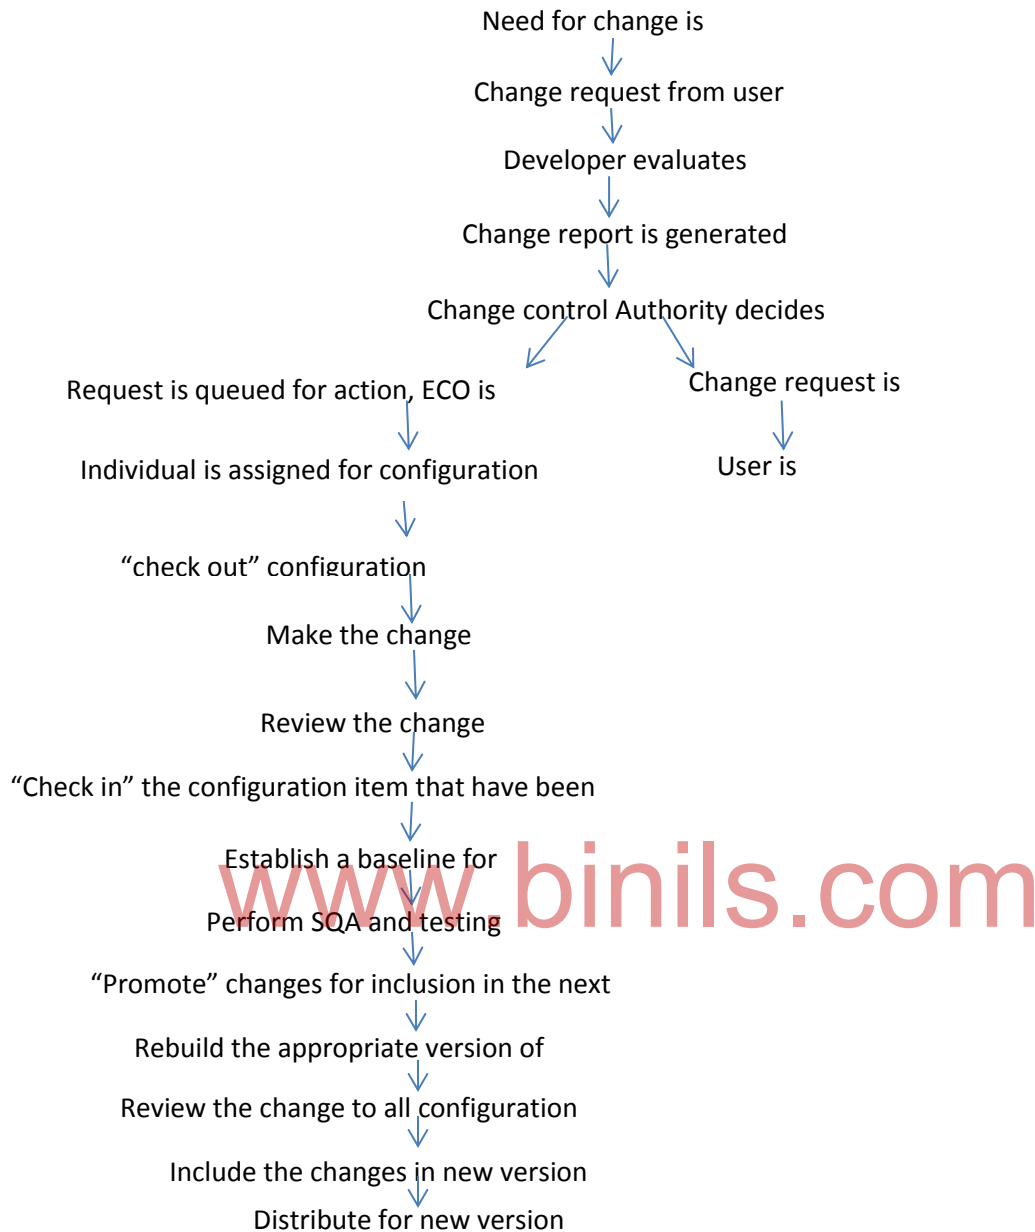 Need for change is
Change request from user
Developer evaluates
Change report is generated
Change control Authority decides
Request is queued for action, ECO is
Change request is
Individual is assigned for configuration
User is
“check out” configuration
Make the change
Review the change
“Check in” the configuration item that have been
Establish a baseline for
www.binils.com
Perform SQA and testing
“Promote” changes for inclusion in the next
Rebuild the appropriate version of
Review the change to all configuration
Include the changes in new version
Distribute for new version